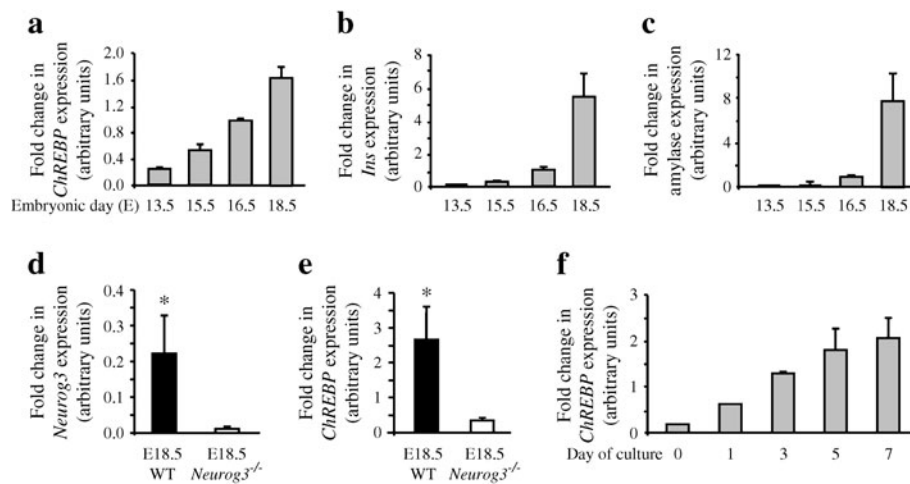 a
Fold change in
ChREBP expression
(arbitrary units)
2.0
1.6
1.2
0.8
0.4
0.0
Embryonic day (E) 13.5 15.5 16.5 18.5
b
Fold change in
Ins expression
(arbitrary units)
8
6
4
2
0
13.5 15.5 16.5 18.5
c
Fold change in
amylase expression
(arbitrary units)
12
8
4
0
13.5 15.5 16.5 18.5
d
Fold change in
Neurog3 expression
(arbitrary units)
0.4
0.3
0.2
0.1
0.0
*
E18.5 E18.5
WT Neurog3-/-
e
Fold change in
ChREBP expression
(arbitrary units)
4
3
2
1
0
*
E18.5 E18.5
WT Neurog3-/-
f
Fold change in
ChREBP expression
(arbitrary units)
3
2
1
0
Day of culture 0 1 3 5 7